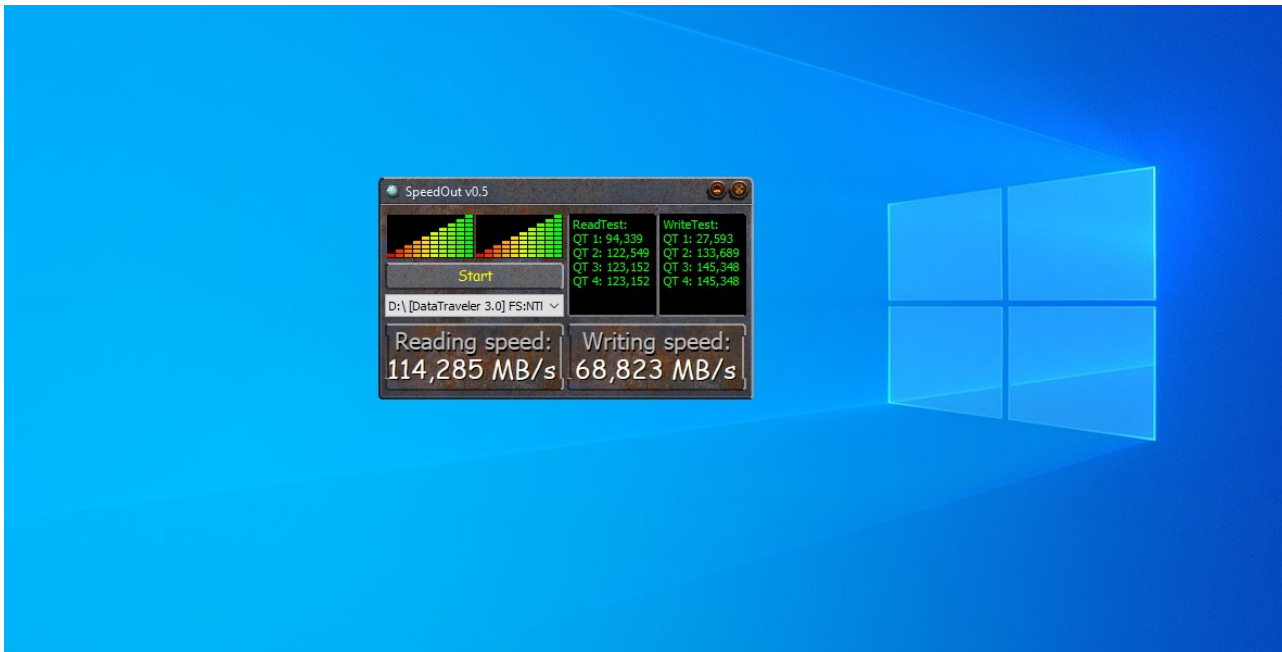 SpeedOut v0.5
ReadTest:
QT 1: 94,339
QT 2: 122,549
QT 3: 123,152
QT 4: 123,152
WriteTest:
QT 1: 27,593
QT 2: 133,689
QT 3: 145,348
QT 4: 145,348
Start
D:\ [DataTraveler 3.0] FS:NTI
Reading speed:
114,285 MB/s
Writing speed:
68,823 MB/s